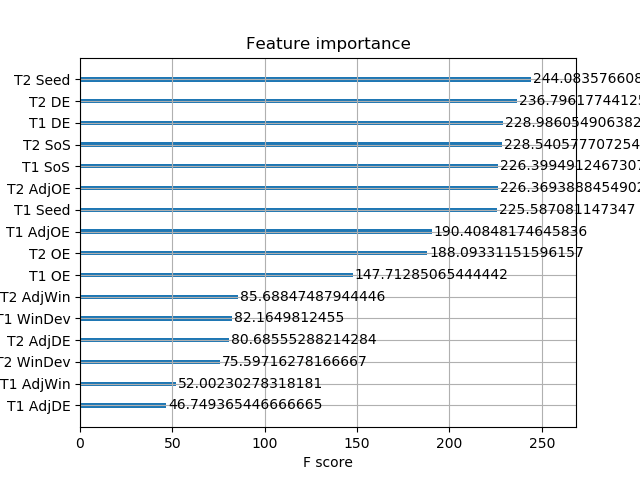 Feature importance
T2 Seed 244.083576608
T2 DE 236.79617744125
T1 DE 228.986054906382
T2 SoS 228.540577707254
T1 SoS 226.3994912467307
T2 AdjOE 226.3693888454902
T1 Seed 225.587081147347
T1 AdjOE 190.40848174645836
T2 OE 188.09331151596157
T1 OE 147.71285065444442
T2 AdjWin 85.68847487944446
T1 WinDev 82.1649812455
T2 AdjDE 80.68555288214284
T2 WinDev 75.59716278166667
T1 AdjWin 52.00230278318181
T1 AdjDE 46.749365446666665
0 50 100 150 200 250
F score